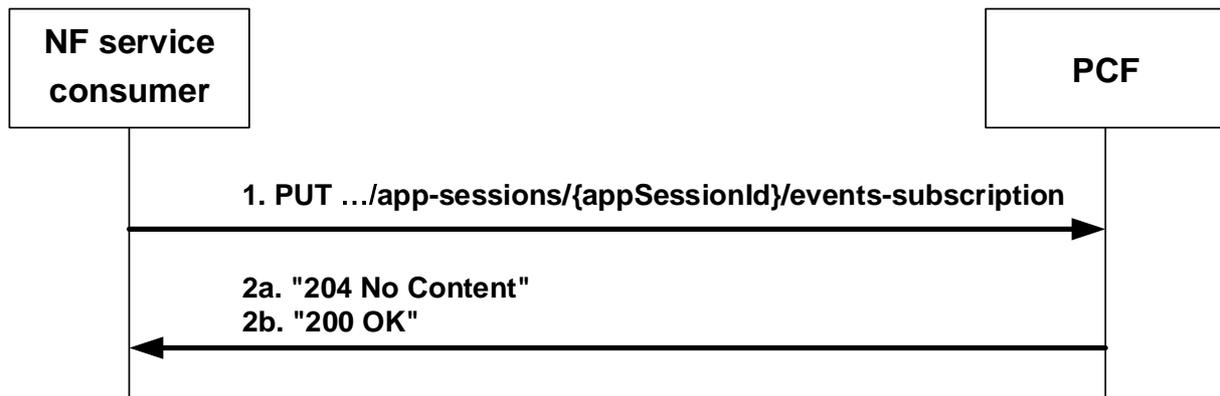 NF service
consumer
PCF
1. PUT …/app-sessions/{appSessionId}/events-subscription
2a. "204 No Content"
2b. "200 OK"